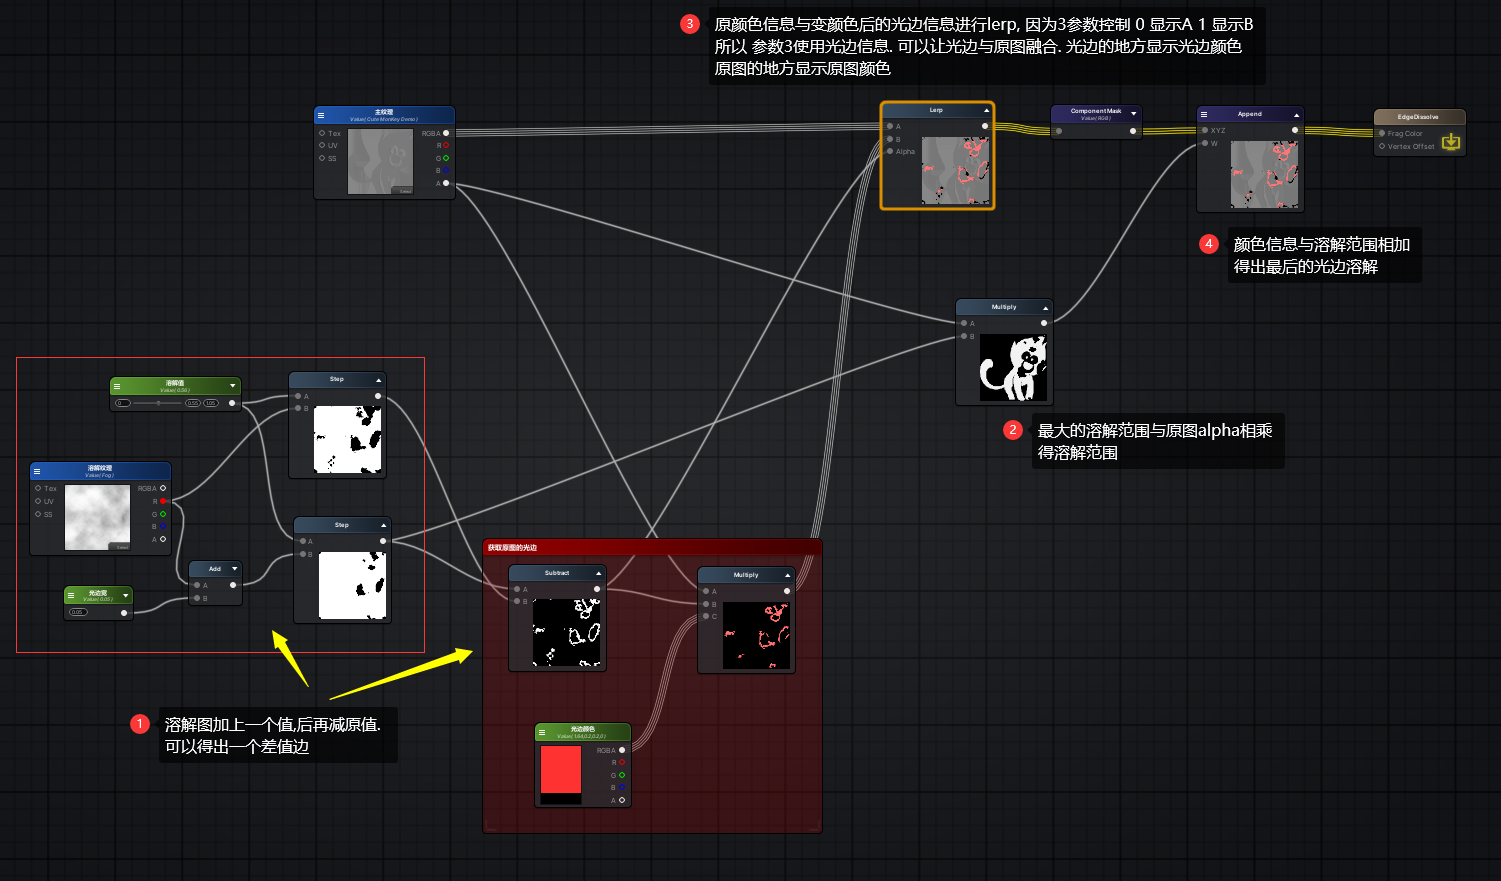 3
原颜色信息与变颜色后的光边信息进行lerp, 因为3参数控制 0 显示A 1 显示B
所以 参数3使用光边信息. 可以让光边与原图融合. 光边的地方显示光边颜色
原图的地方显示原图颜色
主纹理
Value( Cute MonKey Demo )
Tex
UV
SS
RGBA
R
G
B
A
Lerp
A
B
Alpha
Component Mask
Value( RGB )
Append
XYZ
W
EdgeDissolve
Frag Color
Vertex Offset
4
颜色信息与溶解范围相加
得出最后的光边溶解
Multiply
A
B
2
最大的溶解范围与原图alpha相乘
得溶解范围
溶解值
0
Step
A
B
溶解纹理
Value( Fog )
Tex
UV
SS
RGBA
R
G
B
A
Step
A
B
Add
A
B
光边宽
Value( 0.05 )
0.05
获取原图的光边
Subtract
A
B
Multiply
A
B
C
光边颜色
RGBA
R
G
B
A
1
溶解图加上一个值,后再减原值.
可以得出一个差值边